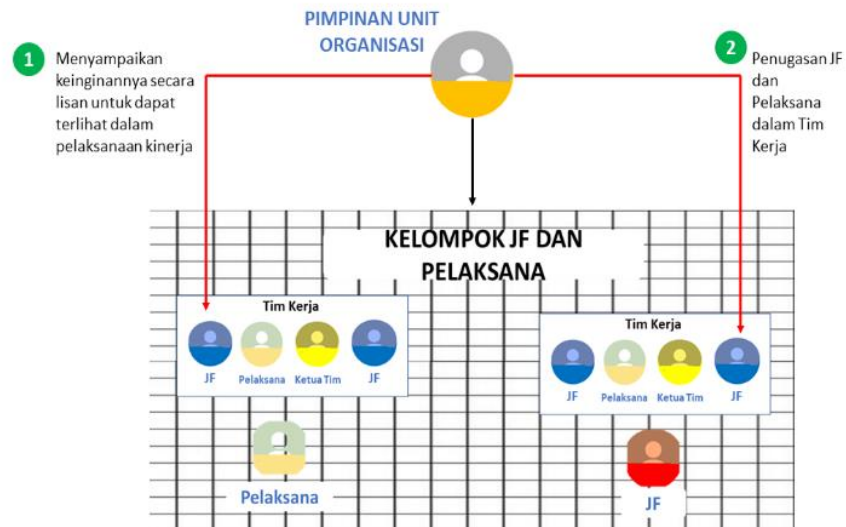 PIMPINAN UNIT
ORGANISASI
1
Menyampaikan
keinginannya secara
lisan untuk dapat
terlihat dalam
pelaksanaan kinerja
2
Penugasan JF
dan
Pelaksana
dalam Tim
Kerja
KELOMPOK JF DAN
PELAKSANA
Tim Kerja
JF Pelaksana Ketua Tim JF
Tim Kerja
JF Pelaksana Ketua Tim JF
Pelaksana
JF